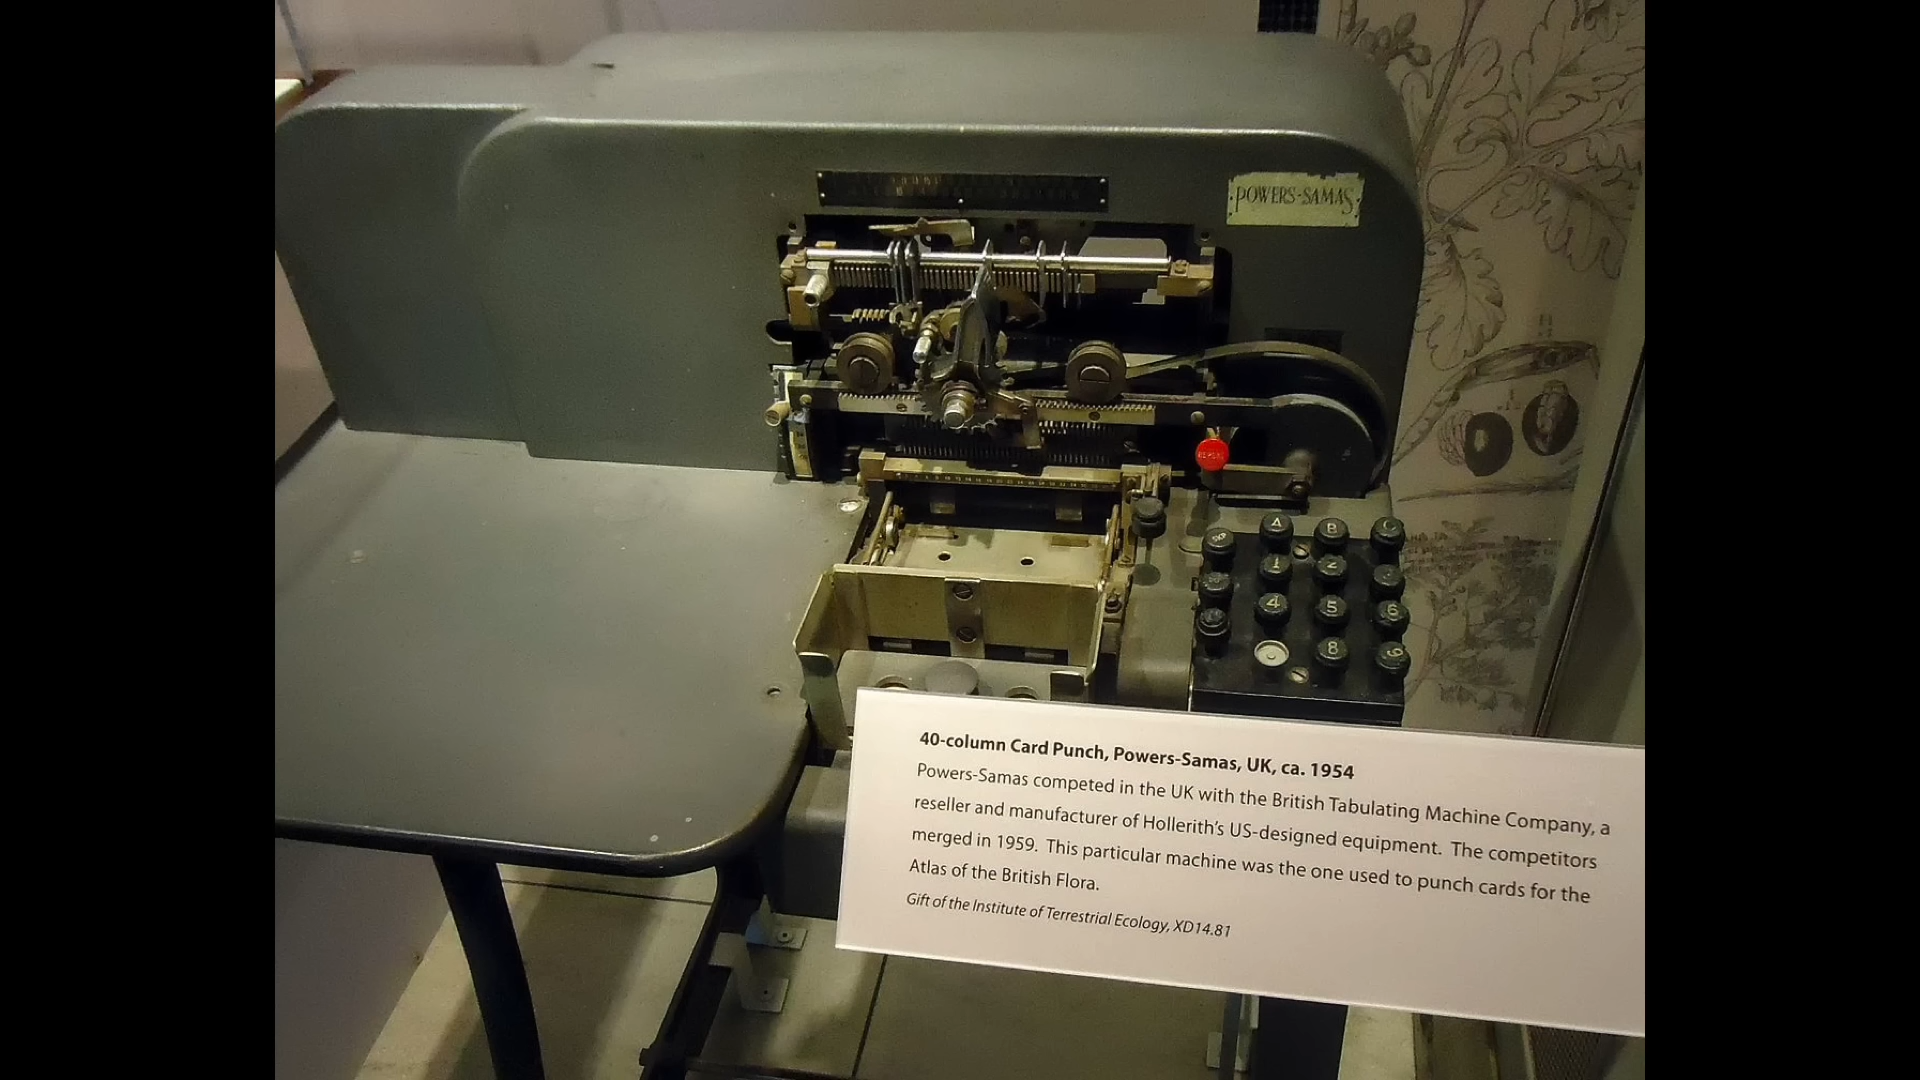 POWERS-SAMAS
REPEAT
SKP A B C
1 2
4 5 6
8 9
40-column Card Punch, Powers-Samas, UK, ca. 1954
Powers-Samas competed in the UK with the British Tabulating Machine Company, a
reseller and manufacturer of Hollerith's US-designed equipment. The competitors
merged in 1959. This particular machine was the one used to punch cards for the
Atlas of the British Flora.
Gift of the Institute of Terrestrial Ecology, XD14.81